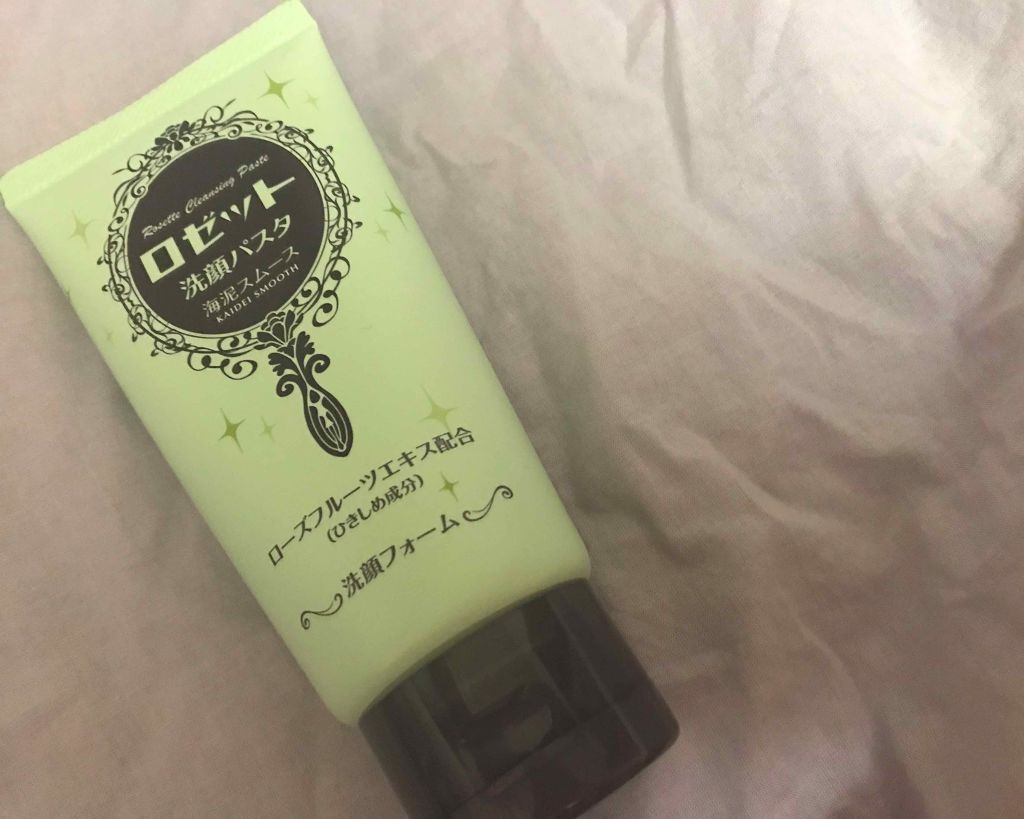 Rosette Cleansing Paste
ロゼット
洗顔パスタ
海泥スムース
KAIDEI SMOOTH
ローズフルーツエキス配合
(ひきしめ成分)
洗顔フォーム